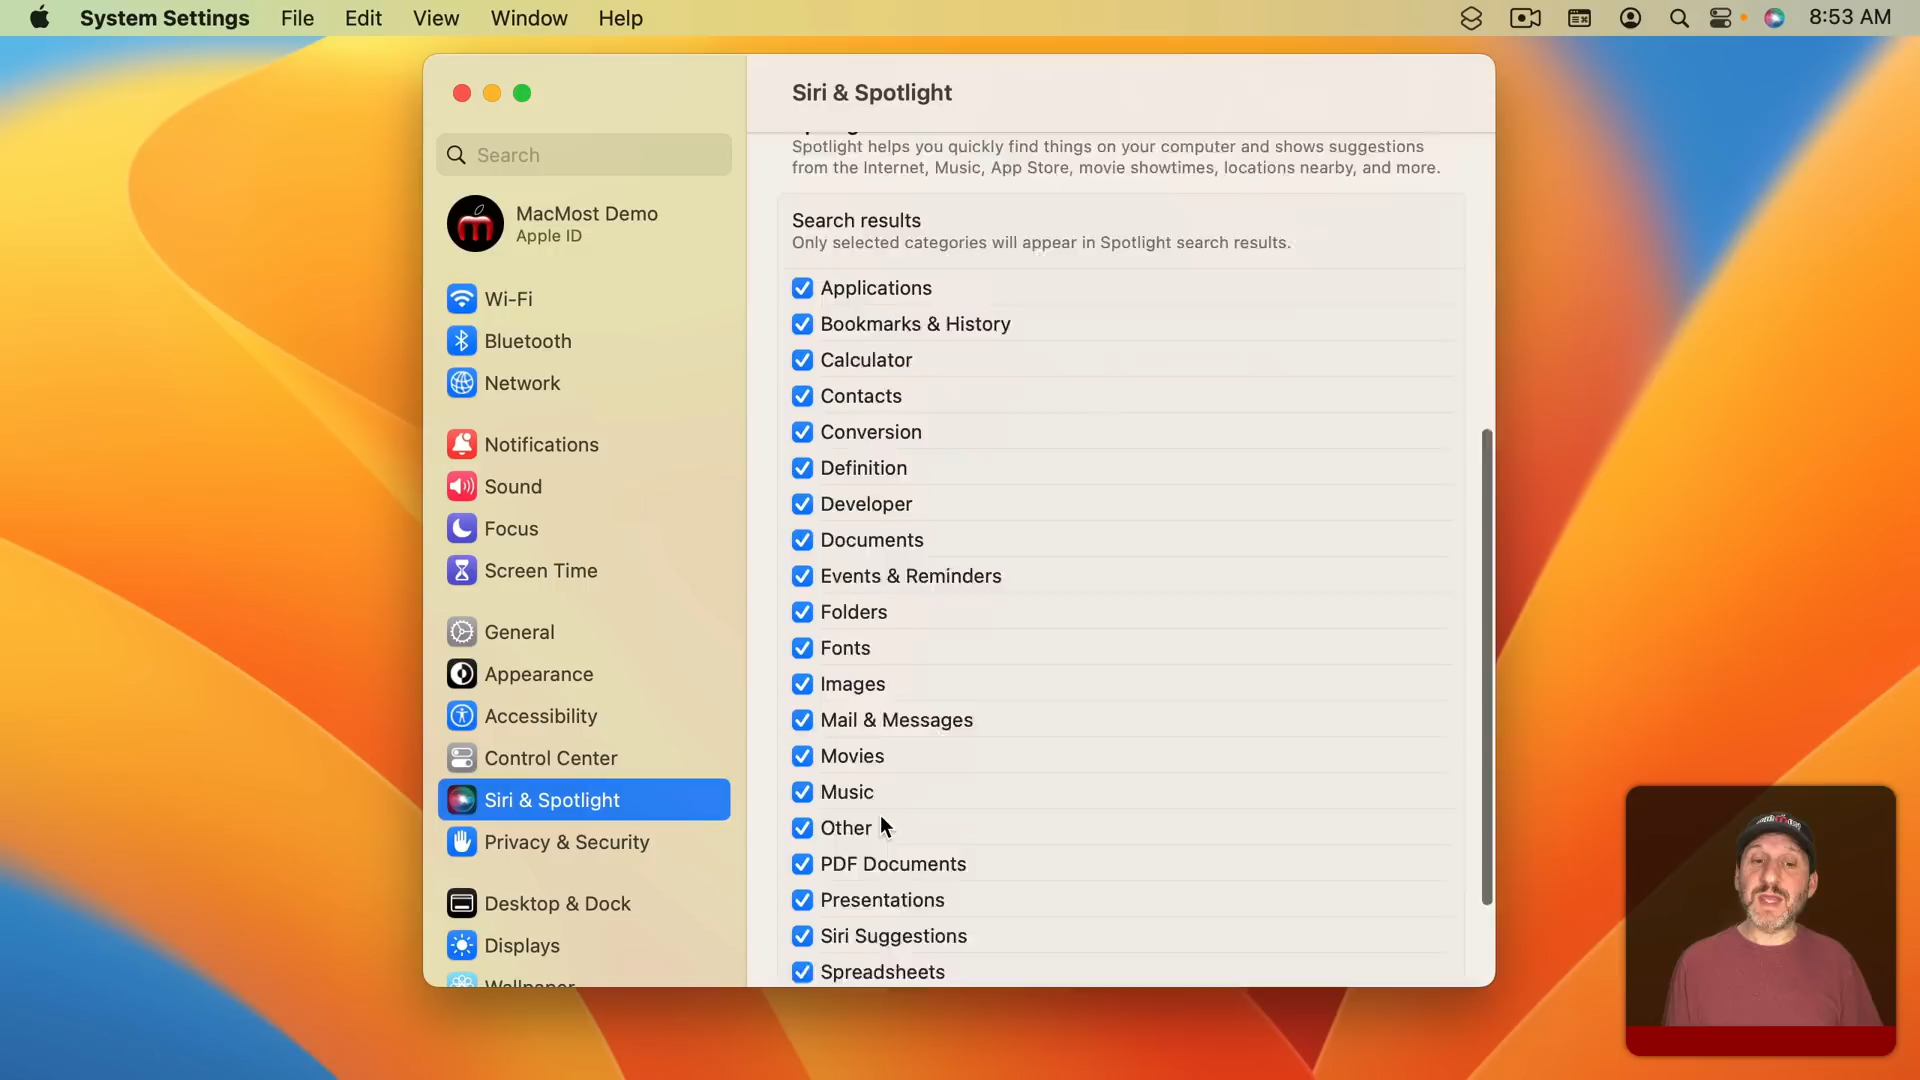 System Settings File Edit View Window Help 8:53 AM
Siri & Spotlight
Search
MacMost Demo
Apple ID
Wi-Fi
Bluetooth
Network
Notifications
Sound
Focus
Screen Time
General
Appearance
Accessibility
Control Center
Siri & Spotlight
Privacy & Security
Desktop & Dock
Displays
Wallpaper
Spotlight helps you quickly find things on your computer and shows suggestions
from the Internet, Music, App Store, movie showtimes, locations nearby, and more.
Search results
Only selected categories will appear in Spotlight search results.
Applications
Bookmarks & History
Calculator
Contacts
Conversion
Definition
Developer
Documents
Events & Reminders
Folders
Fonts
Images
Mail & Messages
Movies
Music
Other
PDF Documents
Presentations
Siri Suggestions
Spreadsheets